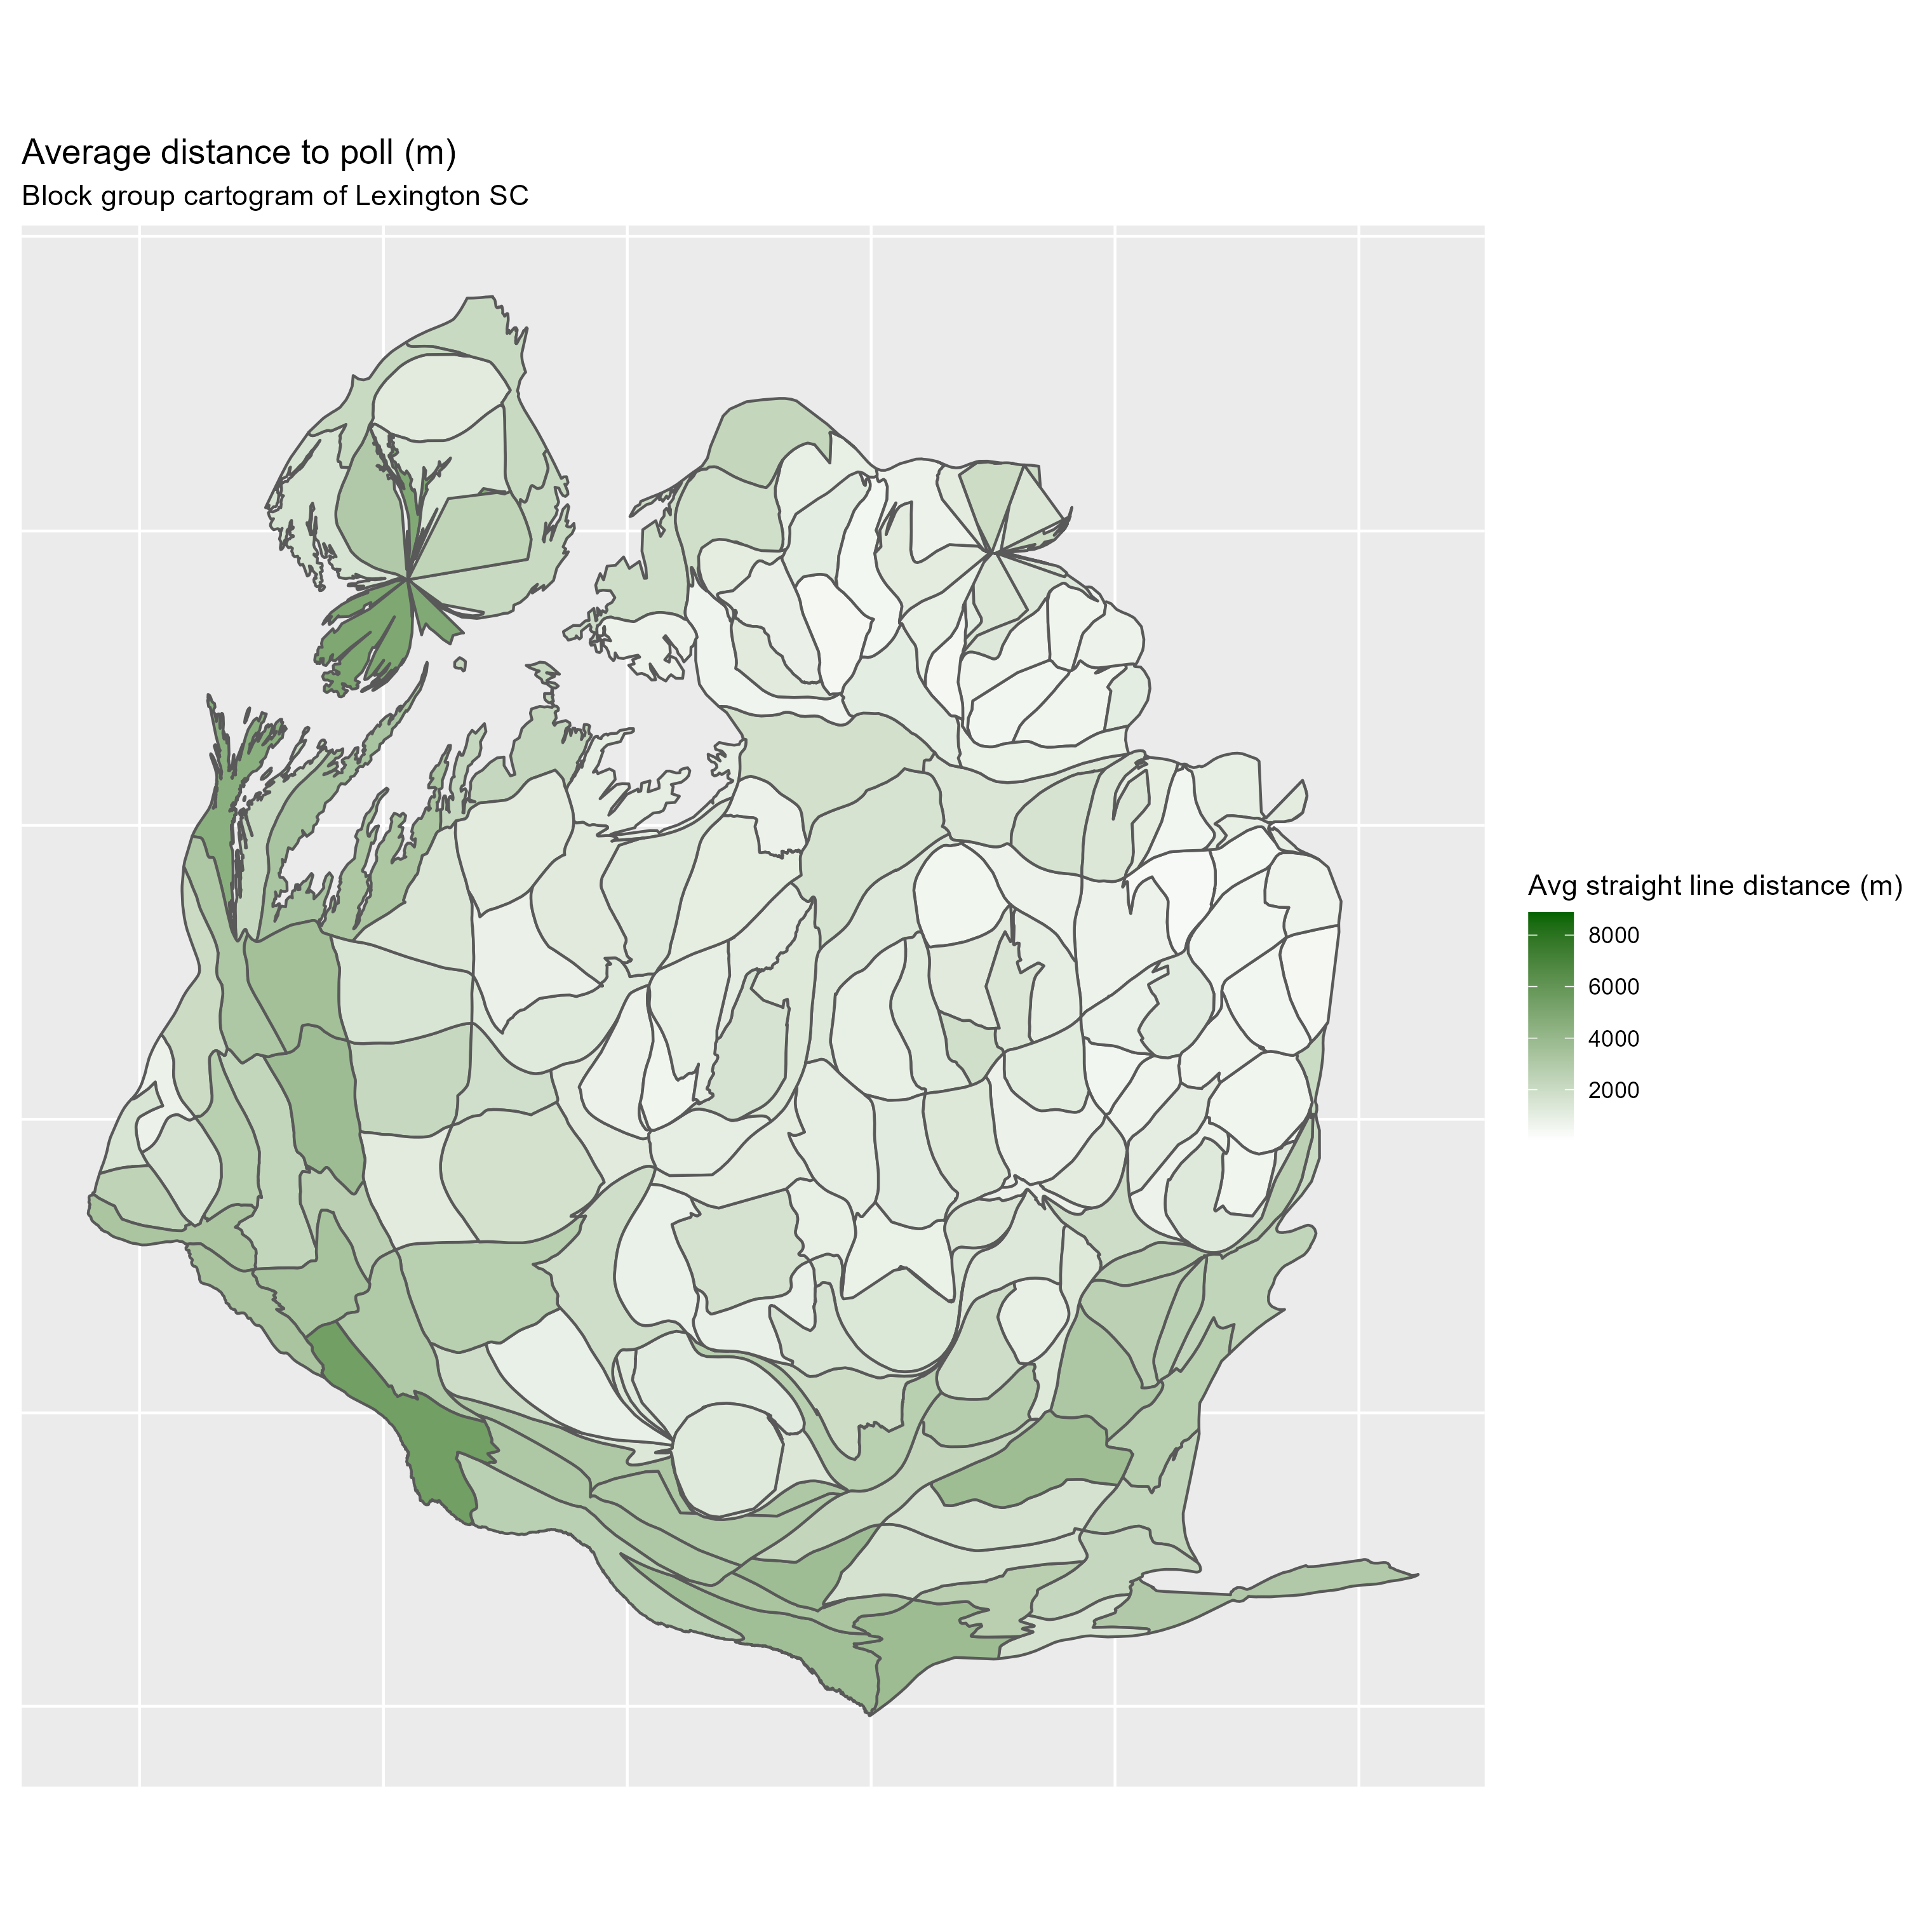 Average distance to poll (m)
Block group cartogram of Lexington SC
Avg straight line distance (m)
8000
6000
4000
2000